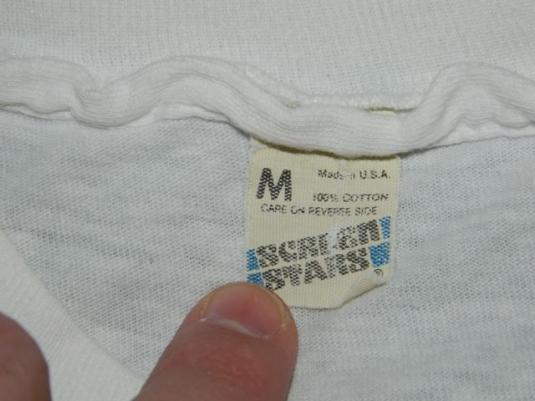 M
Made in U.S.A.
100% COTTON
CARE ON REVERSE SIDE
SCREEN
STARS®